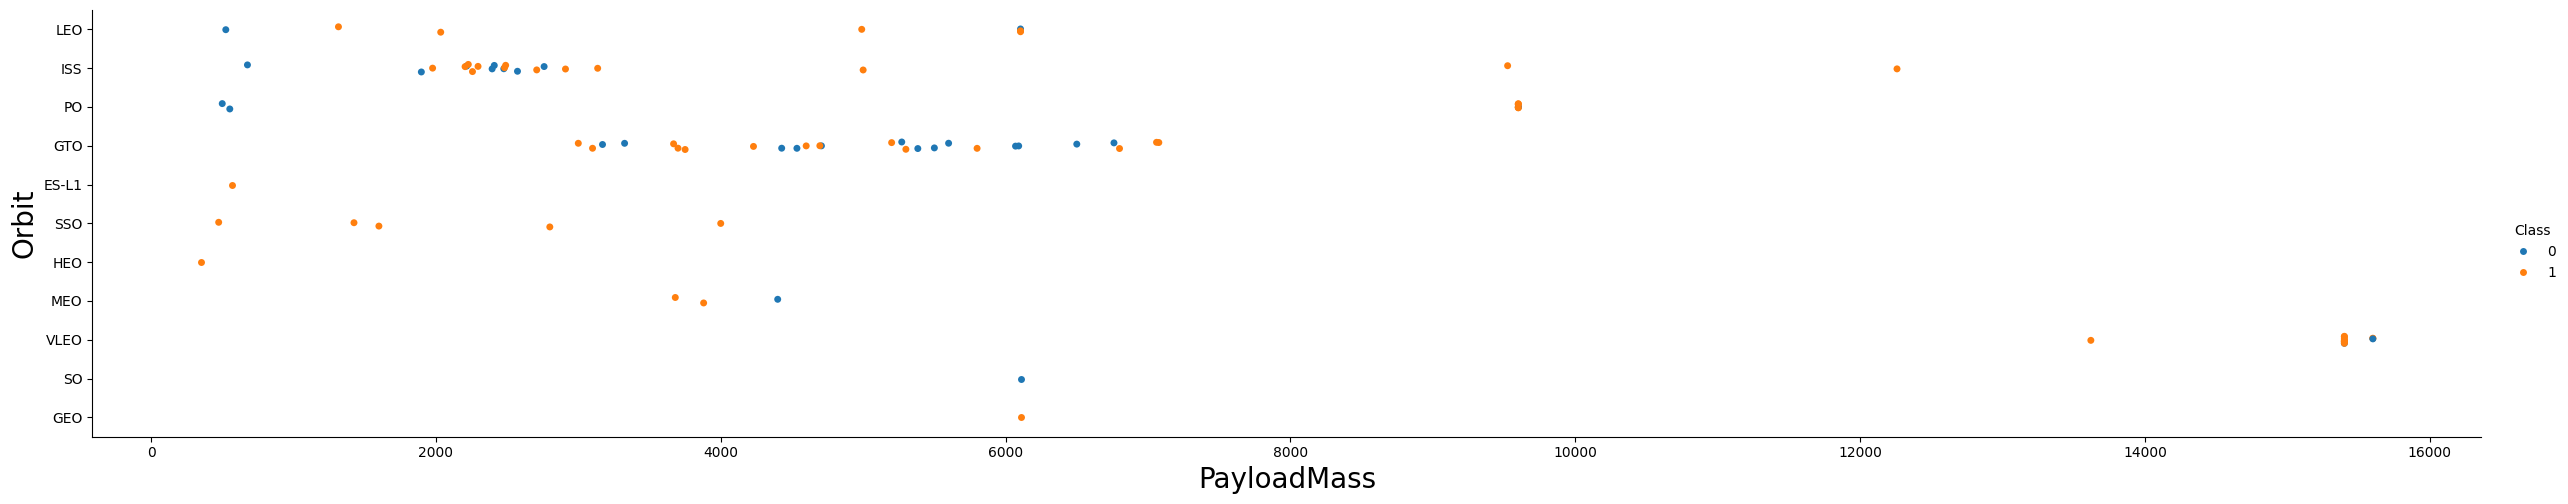 LEO
ISS
PO
GTO
ES-L1
SSO
HEO
MEO
VLEO
SO
GEO
Orbit
0 2000 4000 6000 8000 10000 12000 14000 16000
PayloadMass
Class
0
1